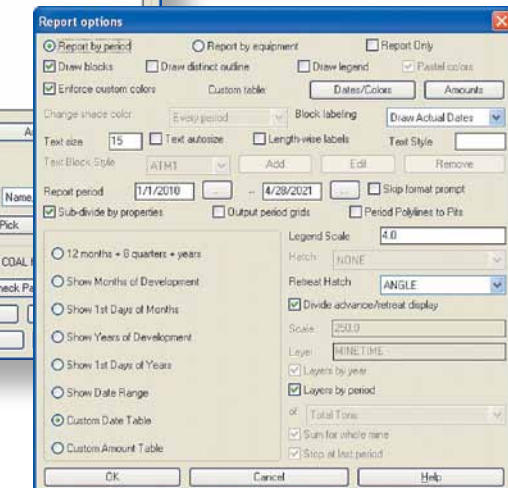 Report options
Report by period Report by equipment Report Only
Draw blocks Draw distinct outline Draw legend Pastel colors
Enforce custom colors Custom table: Dates/Colors Amounts
Change shade color Every period Block labeling Draw Actual Dates
Text size 15 Text autosize Length-wise labels Text Style
Text Block Style ATM1 Add Edit Remove
Report period 1/1/2010 ... .. 4/28/2021 ... Skip format prompt
Sub-divide by properties Output period grids Period Polylines to Pits
Legend Scale 4.0
12 months + 8 quarters + years Hatch NONE
Show Months of Development Retreat Hatch ANGLE
Show 1st Days of Months Divide advance/retreat display
Show Years of Development Scale 250.0
Show 1st Days of Years Layer MINETIME
Layers by year
Show Date Range Layers by period
Custom Date Table of Total Tons
Sum for whole mine
Custom Amount Table Stop at last period
OK Cancel Help
Name,
Pick
COAL